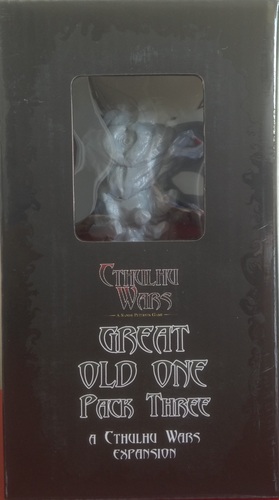 CTHULHU
WARS
GREAT
OLD ONE
PACK THREE
A CTHULHU WARS
EXPANSION